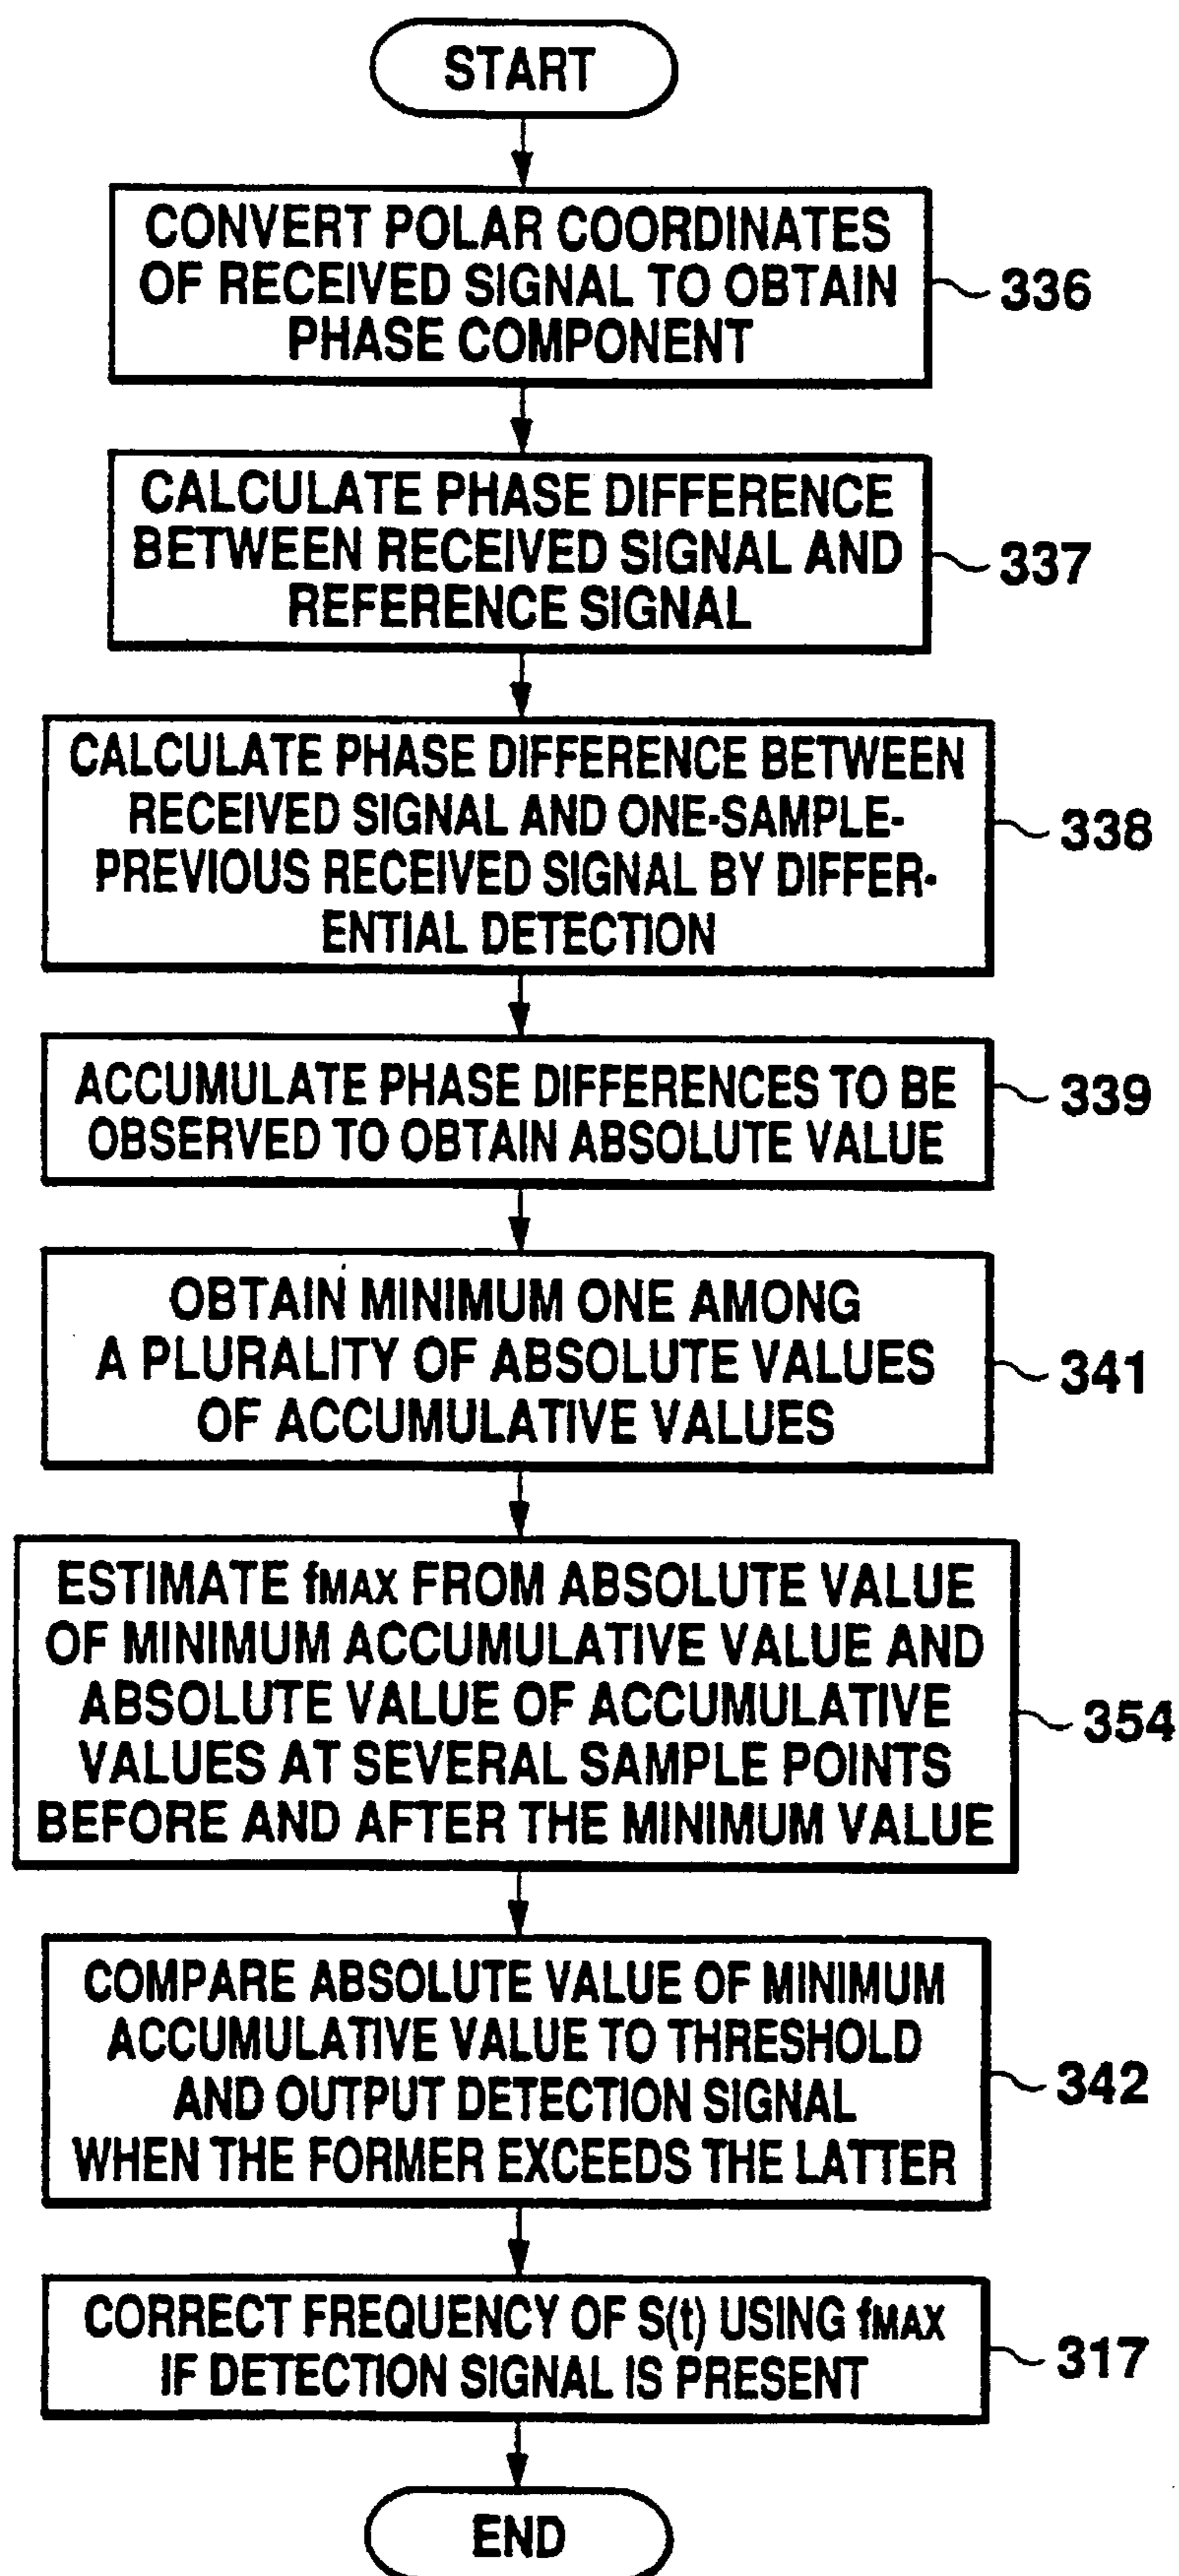 START
CONVERT POLAR COORDINATES
OF RECEIVED SIGNAL TO OBTAIN
PHASE COMPONENT
336
CALCULATE PHASE DIFFERENCE
BETWEEN RECEIVED SIGNAL AND
REFERENCE SIGNAL
337
CALCULATE PHASE DIFFERENCE BETWEEN
RECEIVED SIGNAL AND ONE-SAMPLE-
PREVIOUS RECEIVED SIGNAL BY DIFFER-
ENTIAL DETECTION
338
ACCUMULATE PHASE DIFFERENCES TO BE
OBSERVED TO OBTAIN ABSOLUTE VALUE
339
OBTAIN MINIMUM ONE AMONG
A PLURALITY OF ABSOLUTE VALUES
OF ACCUMULATIVE VALUES
341
ESTIMATE fMAX FROM ABSOLUTE VALUE
OF MINIMUM ACCUMULATIVE VALUE AND
ABSOLUTE VALUE OF ACCUMULATIVE
VALUES AT SEVERAL SAMPLE POINTS
BEFORE AND AFTER THE MINIMUM VALUE
354
COMPARE ABSOLUTE VALUE OF MINIMUM
ACCUMULATIVE VALUE TO THRESHOLD
AND OUTPUT DETECTION SIGNAL
WHEN THE FORMER EXCEEDS THE LATTER
342
CORRECT FREQUENCY OF S(t) USING fMAX
IF DETECTION SIGNAL IS PRESENT
317
END